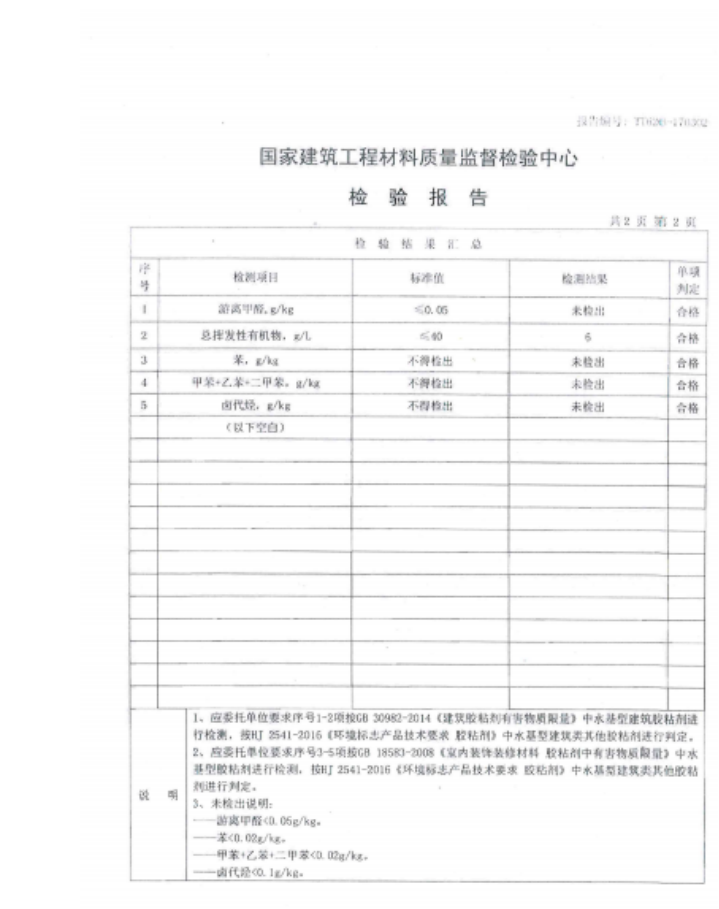 报告编号: TT02
国家建筑工程材料质量监督检验中心
检 验 报 告
共 2 页 第 2 页
检 验 结 果 汇 总
序号 检测项目 标准值 检测结果 单项判定
1 游离甲醛, g/kg ≤0.05 未检出 合格
2 总挥发性有机物, g/L ≤40 6 合格
3 苯, g/kg 不得检出 未检出 合格
4 甲苯+乙苯+二甲苯, g/kg 不得检出 未检出 合格
5 卤代烃, g/kg 不得检出 未检出 合格
(以下空白)
说 明
1、应委托单位要求序号1-2项按GB 30982-2014《建筑胶粘剂有害物质限量》中水基型建筑胶粘剂进
行检测, 按HJ 2541-2016《环境标志产品技术要求 胶粘剂》中水基型建筑类其他胶粘剂进行判定。
2、应委托单位要求序号3-5项按GB 18583-2008《室内装饰装修材料 胶粘剂中有害物质限量》中水
基型胶粘剂进行检测, 按HJ 2541-2016《环境标志产品技术要求 胶粘剂》中水基型建筑类其他胶粘
剂进行判定。
3、未检出说明:
——游离甲醛<0.05g/kg。
——苯<0.02g/kg。
——甲苯+乙苯+二甲苯<0.02g/kg。
——卤代烃<0.1g/kg。